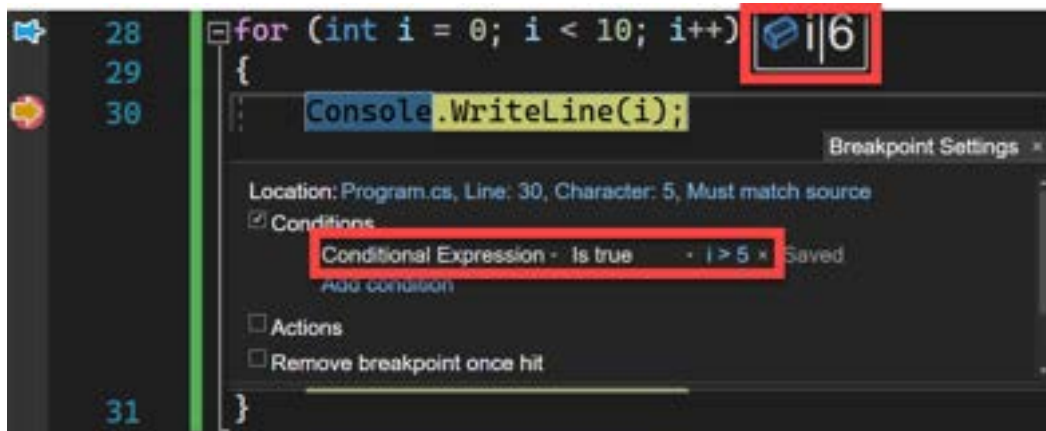 28 for (int i = 0; i < 10; i++) i|6
29 {
30 Console.WriteLine(i);
Breakpoint Settings ×
Location: Program.cs, Line: 30, Character: 5, Must match source
Conditions
Conditional Expression - Is true - i > 5 × Saved
Add condition
Actions
Remove breakpoint once hit
31 }